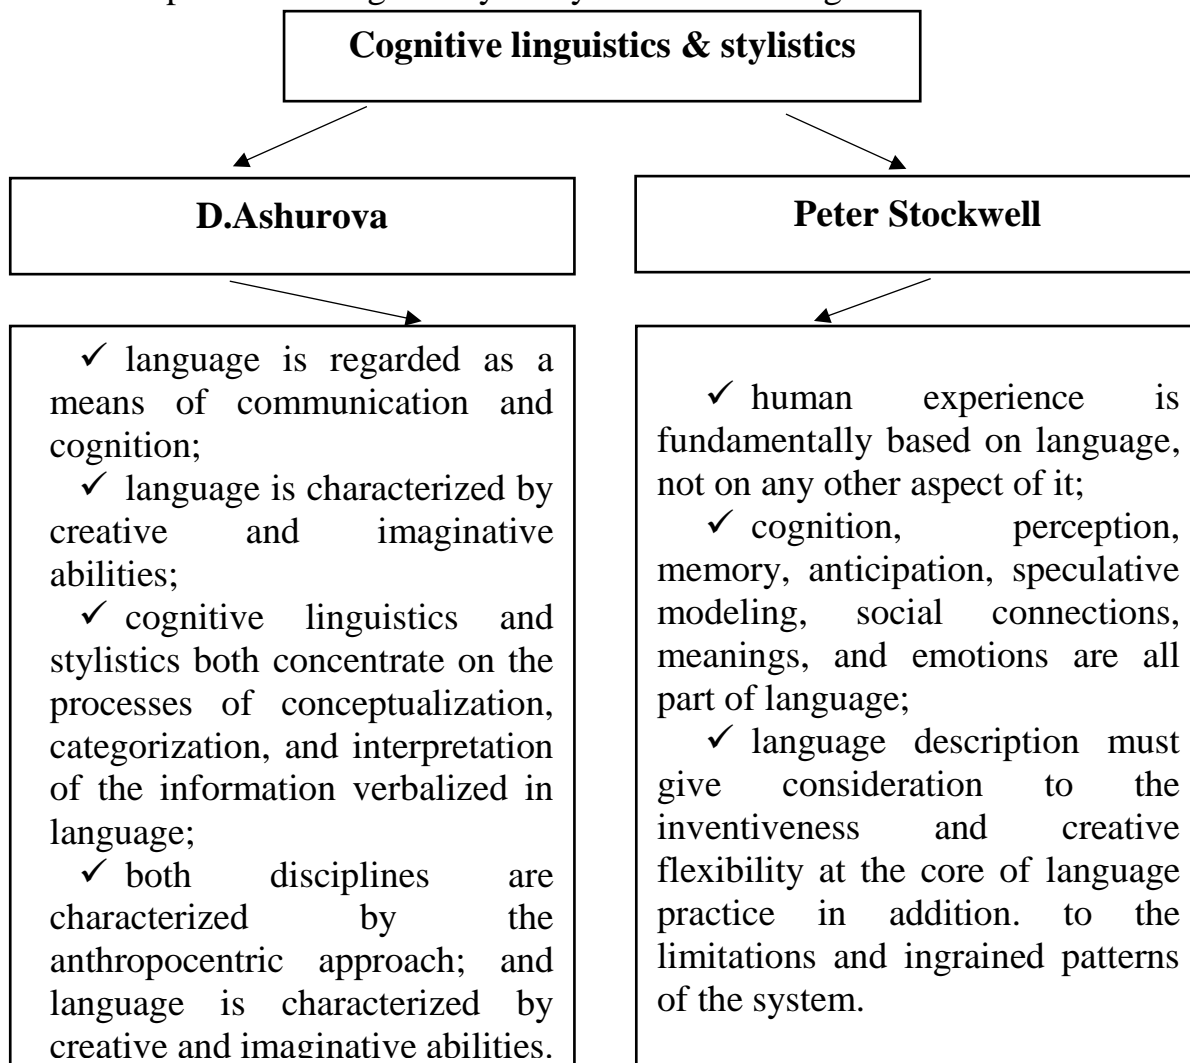 Cognitive linguistics & stylistics
D.Ashurova
Peter Stockwell
✓ language is regarded as a
means of communication and
cognition;
✓ language is characterized by
creative and imaginative
abilities;
✓ cognitive linguistics and
stylistics both concentrate on the
processes of conceptualization,
categorization, and interpretation
of the information verbalized in
language;
✓ both disciplines are
characterized by the
anthropocentric approach; and
language is characterized by
creative and imaginative abilities.
✓ human experience is
fundamentally based on language,
not on any other aspect of it;
✓ cognition, perception,
memory, anticipation, speculative
modeling, social connections,
meanings, and emotions are all
part of language;
✓ language description must
give consideration to the
inventiveness and creative
flexibility at the core of language
practice in addition. to the
limitations and ingrained patterns
of the system.